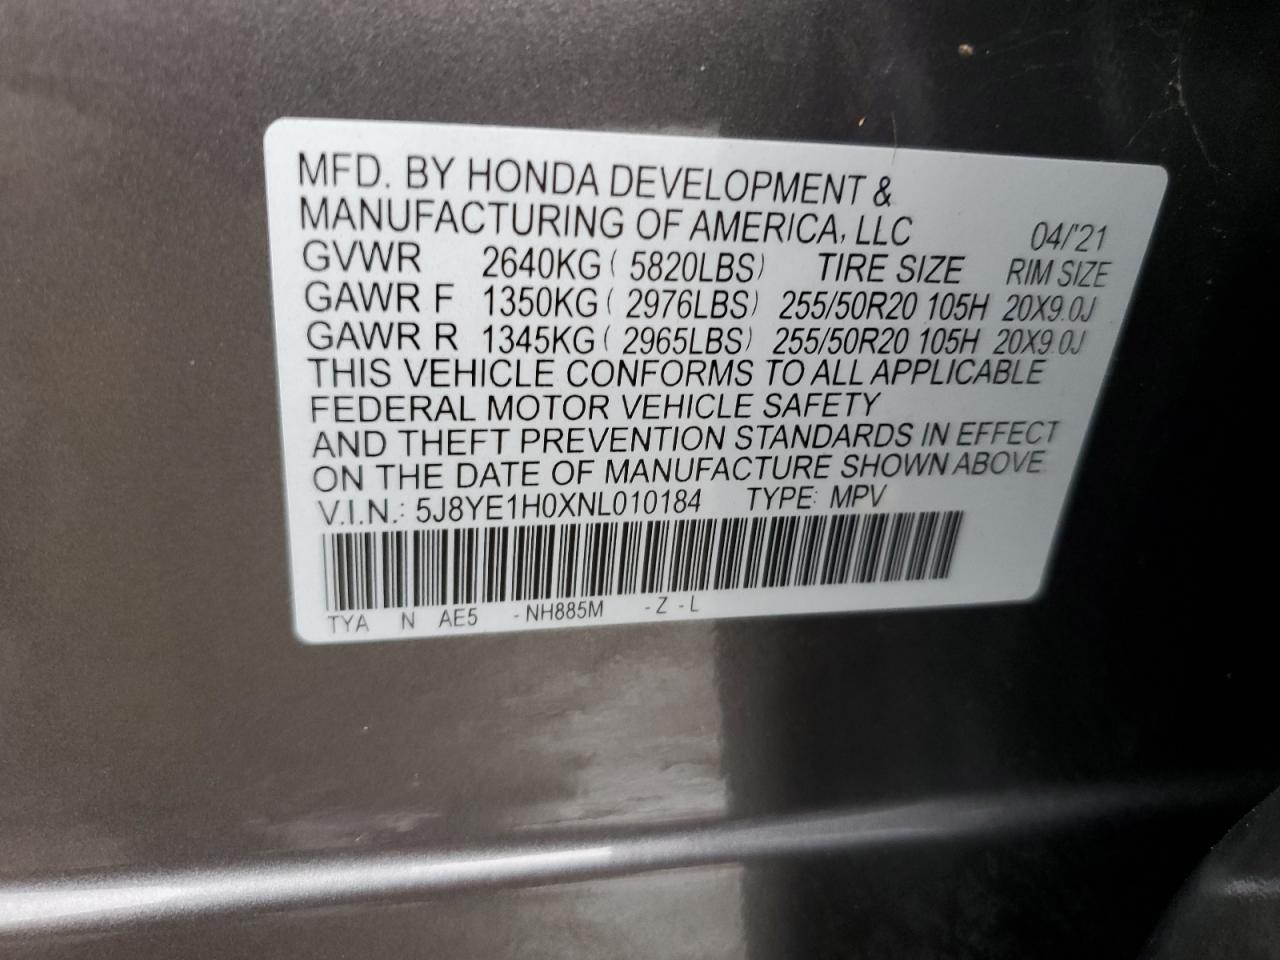 MFD. BY HONDA DEVELOPMENT &
MANUFACTURING OF AMERICA, LLC 04/'21
GVWR 2640KG ( 5820LBS) TIRE SIZE RIM SIZE
GAWR F 1350KG ( 2976LBS) 255/50R20 105H 20X9.0J
GAWR R 1345KG ( 2965LBS) 255/50R20 105H 20X9.0J
THIS VEHICLE CONFORMS TO ALL APPLICABLE
FEDERAL MOTOR VEHICLE SAFETY
AND THEFT PREVENTION STANDARDS IN EFFECT
ON THE DATE OF MANUFACTURE SHOWN ABOVE
V.I.N.: 5J8YE1H0XNL010184 TYPE: MPV
TYA N AE5 -NH885M -Z -L